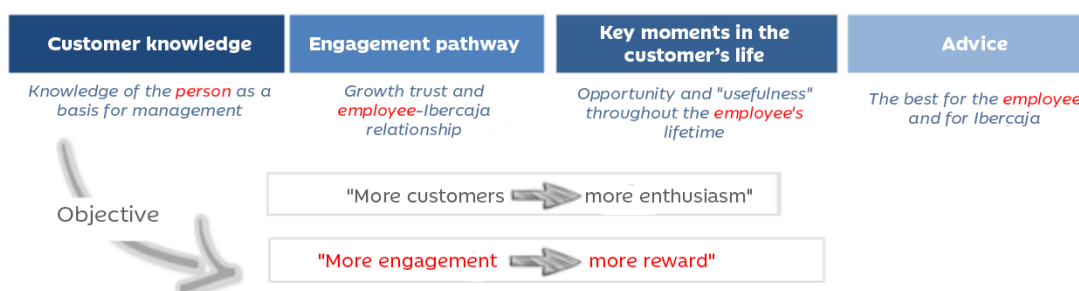 Customer knowledge
Engagement pathway
Key moments in the
customer's life
Advice
Knowledge of the person as a
basis for management
Growth trust and
employee-Ibercaja
relationship
Opportunity and "usefulness"
throughout the employee's
lifetime
The best for the employee
and for Ibercaja
"More customers more enthusiasm"
Objective
"More engagement more reward"